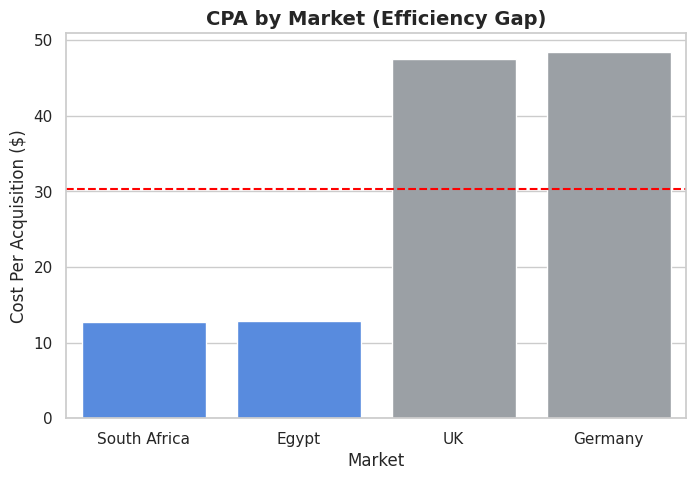 CPA by Market (Efficiency Gap)
Cost Per Acquisition ($)
50
40
30
20
10
0
South Africa
Egypt
UK
Germany
Market